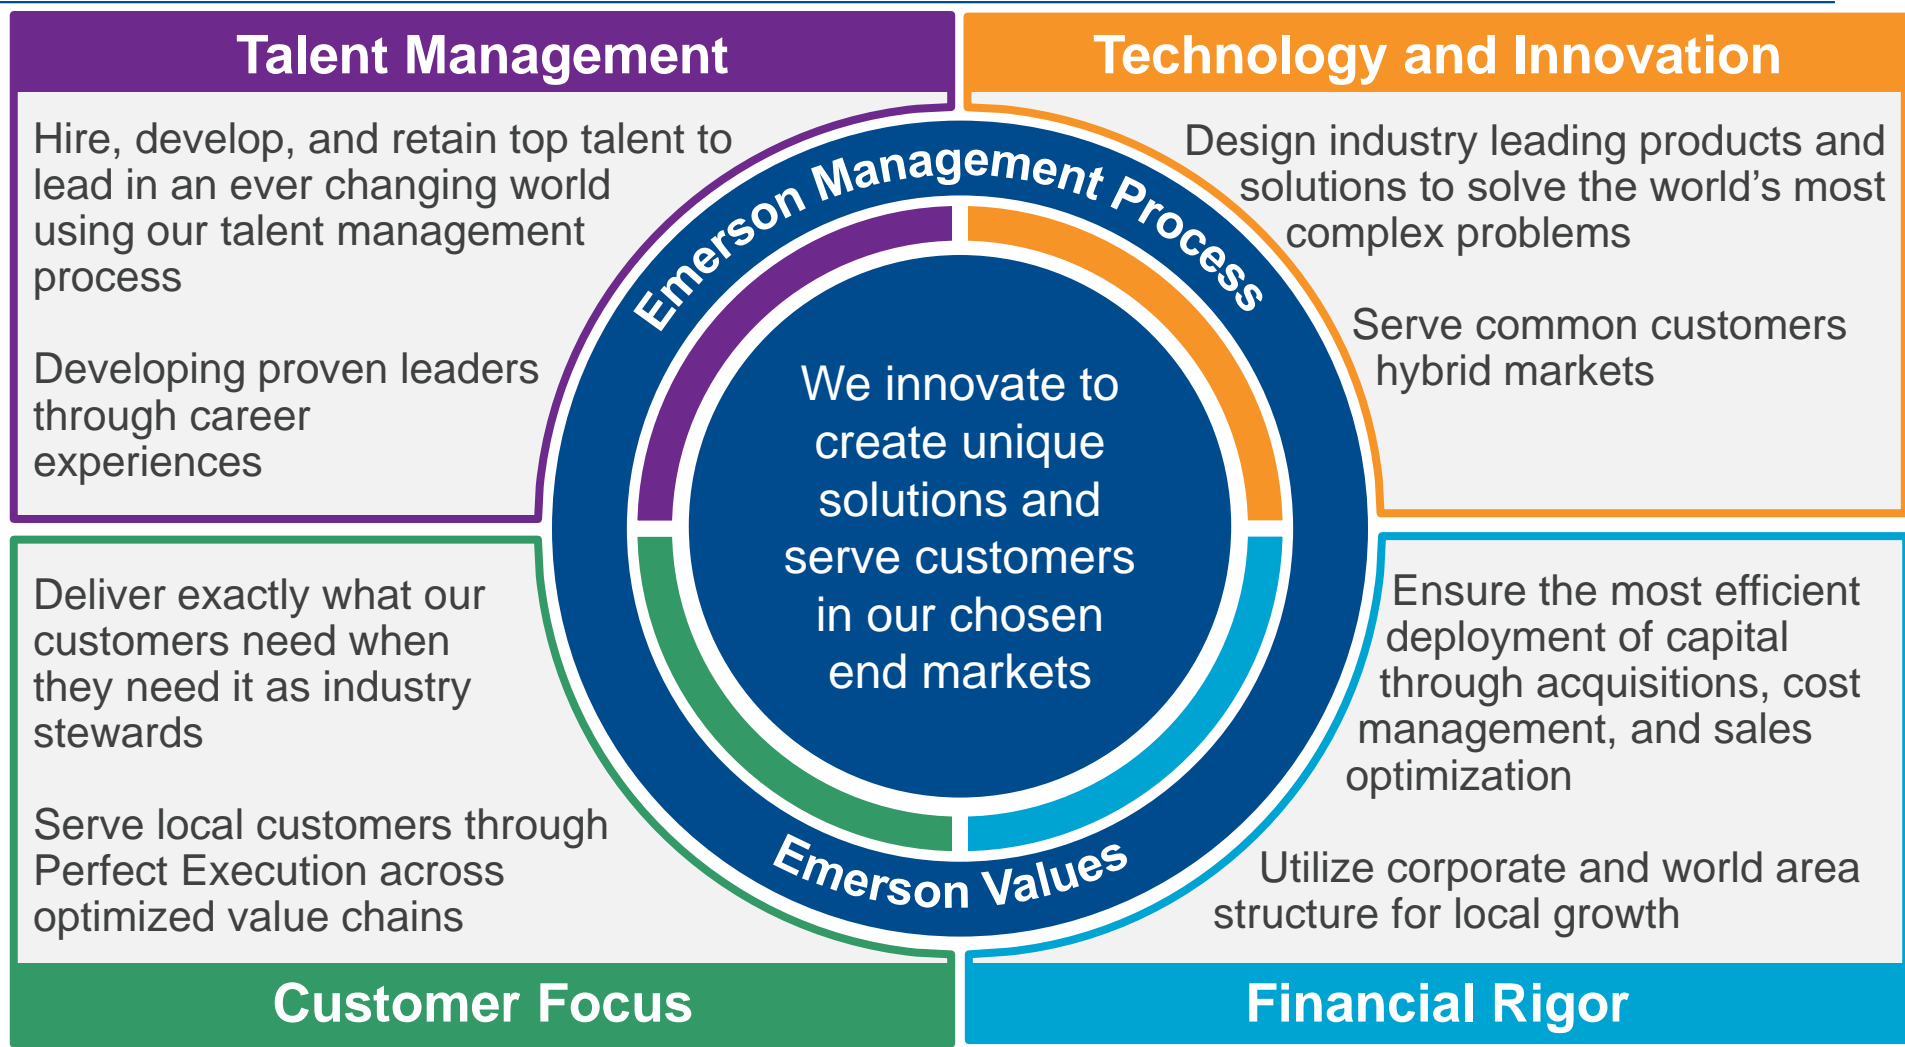 Talent Management
Hire, develop, and retain top talent to
lead in an ever changing world
using our talent management
process
Developing proven leaders
through career
experiences
Technology and Innovation
Design industry leading products and
solutions to solve the world’s most
complex problems
Serve common customers
hybrid markets
Emerson Management Process
We innovate to
create unique
solutions and
serve customers
in our chosen
end markets
Emerson Values
Deliver exactly what our
customers need when
they need it as industry
stewards
Serve local customers through
Perfect Execution across
optimized value chains
Customer Focus
Ensure the most efficient
deployment of capital
through acquisitions, cost
management, and sales
optimization
Utilize corporate and world area
structure for local growth
Financial Rigor